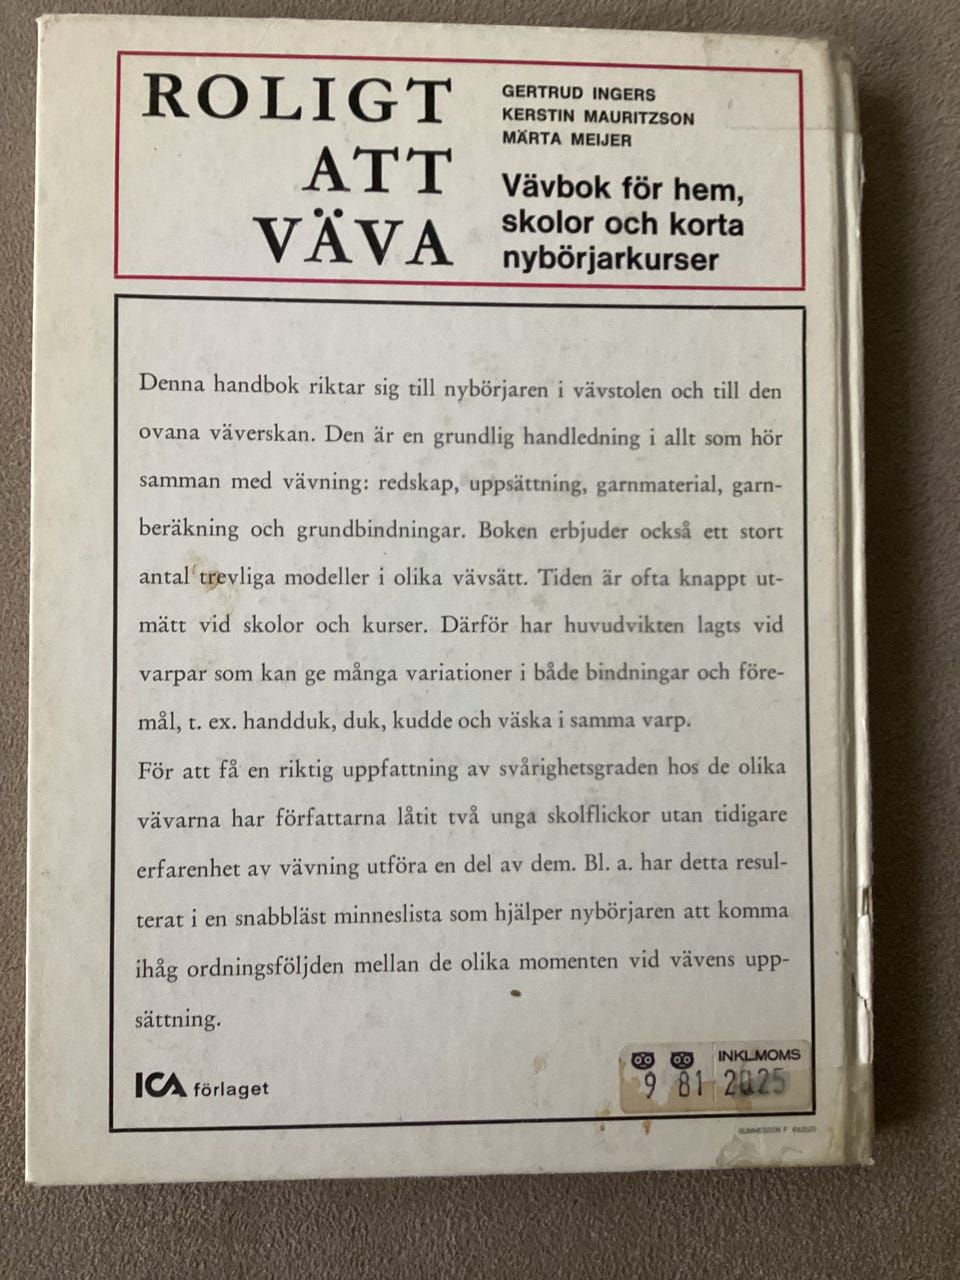 ROLIGT
ATT
VÄVA
GERTRUD INGERS
KERSTIN MAURITZSON
MÄRTA MEIJER
Vävbok för hem,
skolor och korta
nybörjarkurser
Denna handbok riktar sig till nybörjaren i vävstolen och till den
ovana väverskan. Den är en grundlig handledning i allt som hör
samman med vävning: redskap, uppsättning, garnmaterial, garn-
beräkning och grundbindningar. Boken erbjuder också ett stort
antal trevliga modeller i olika vävsätt. Tiden är ofta knappt ut-
mätt vid skolor och kurser. Därför har huvudvikten lagts vid
varpar som kan ge många variationer i både bindningar och före-
mål, t. ex. handduk, duk, kudde och väska i samma varp.
För att få en riktig uppfattning av svårighetsgraden hos de olika
vävarna har författarna låtit två unga skolflickor utan tidigare
erfarenhet av vävning utföra en del av dem. Bl. a. har detta resul-
terat i en snabbläst minneslista som hjälper nybörjaren att komma
ihåg ordningsföljden mellan de olika momenten vid vävens upp-
sättning.
ICA förlaget
INKL.MOMS
9 81
GUMMESSON F